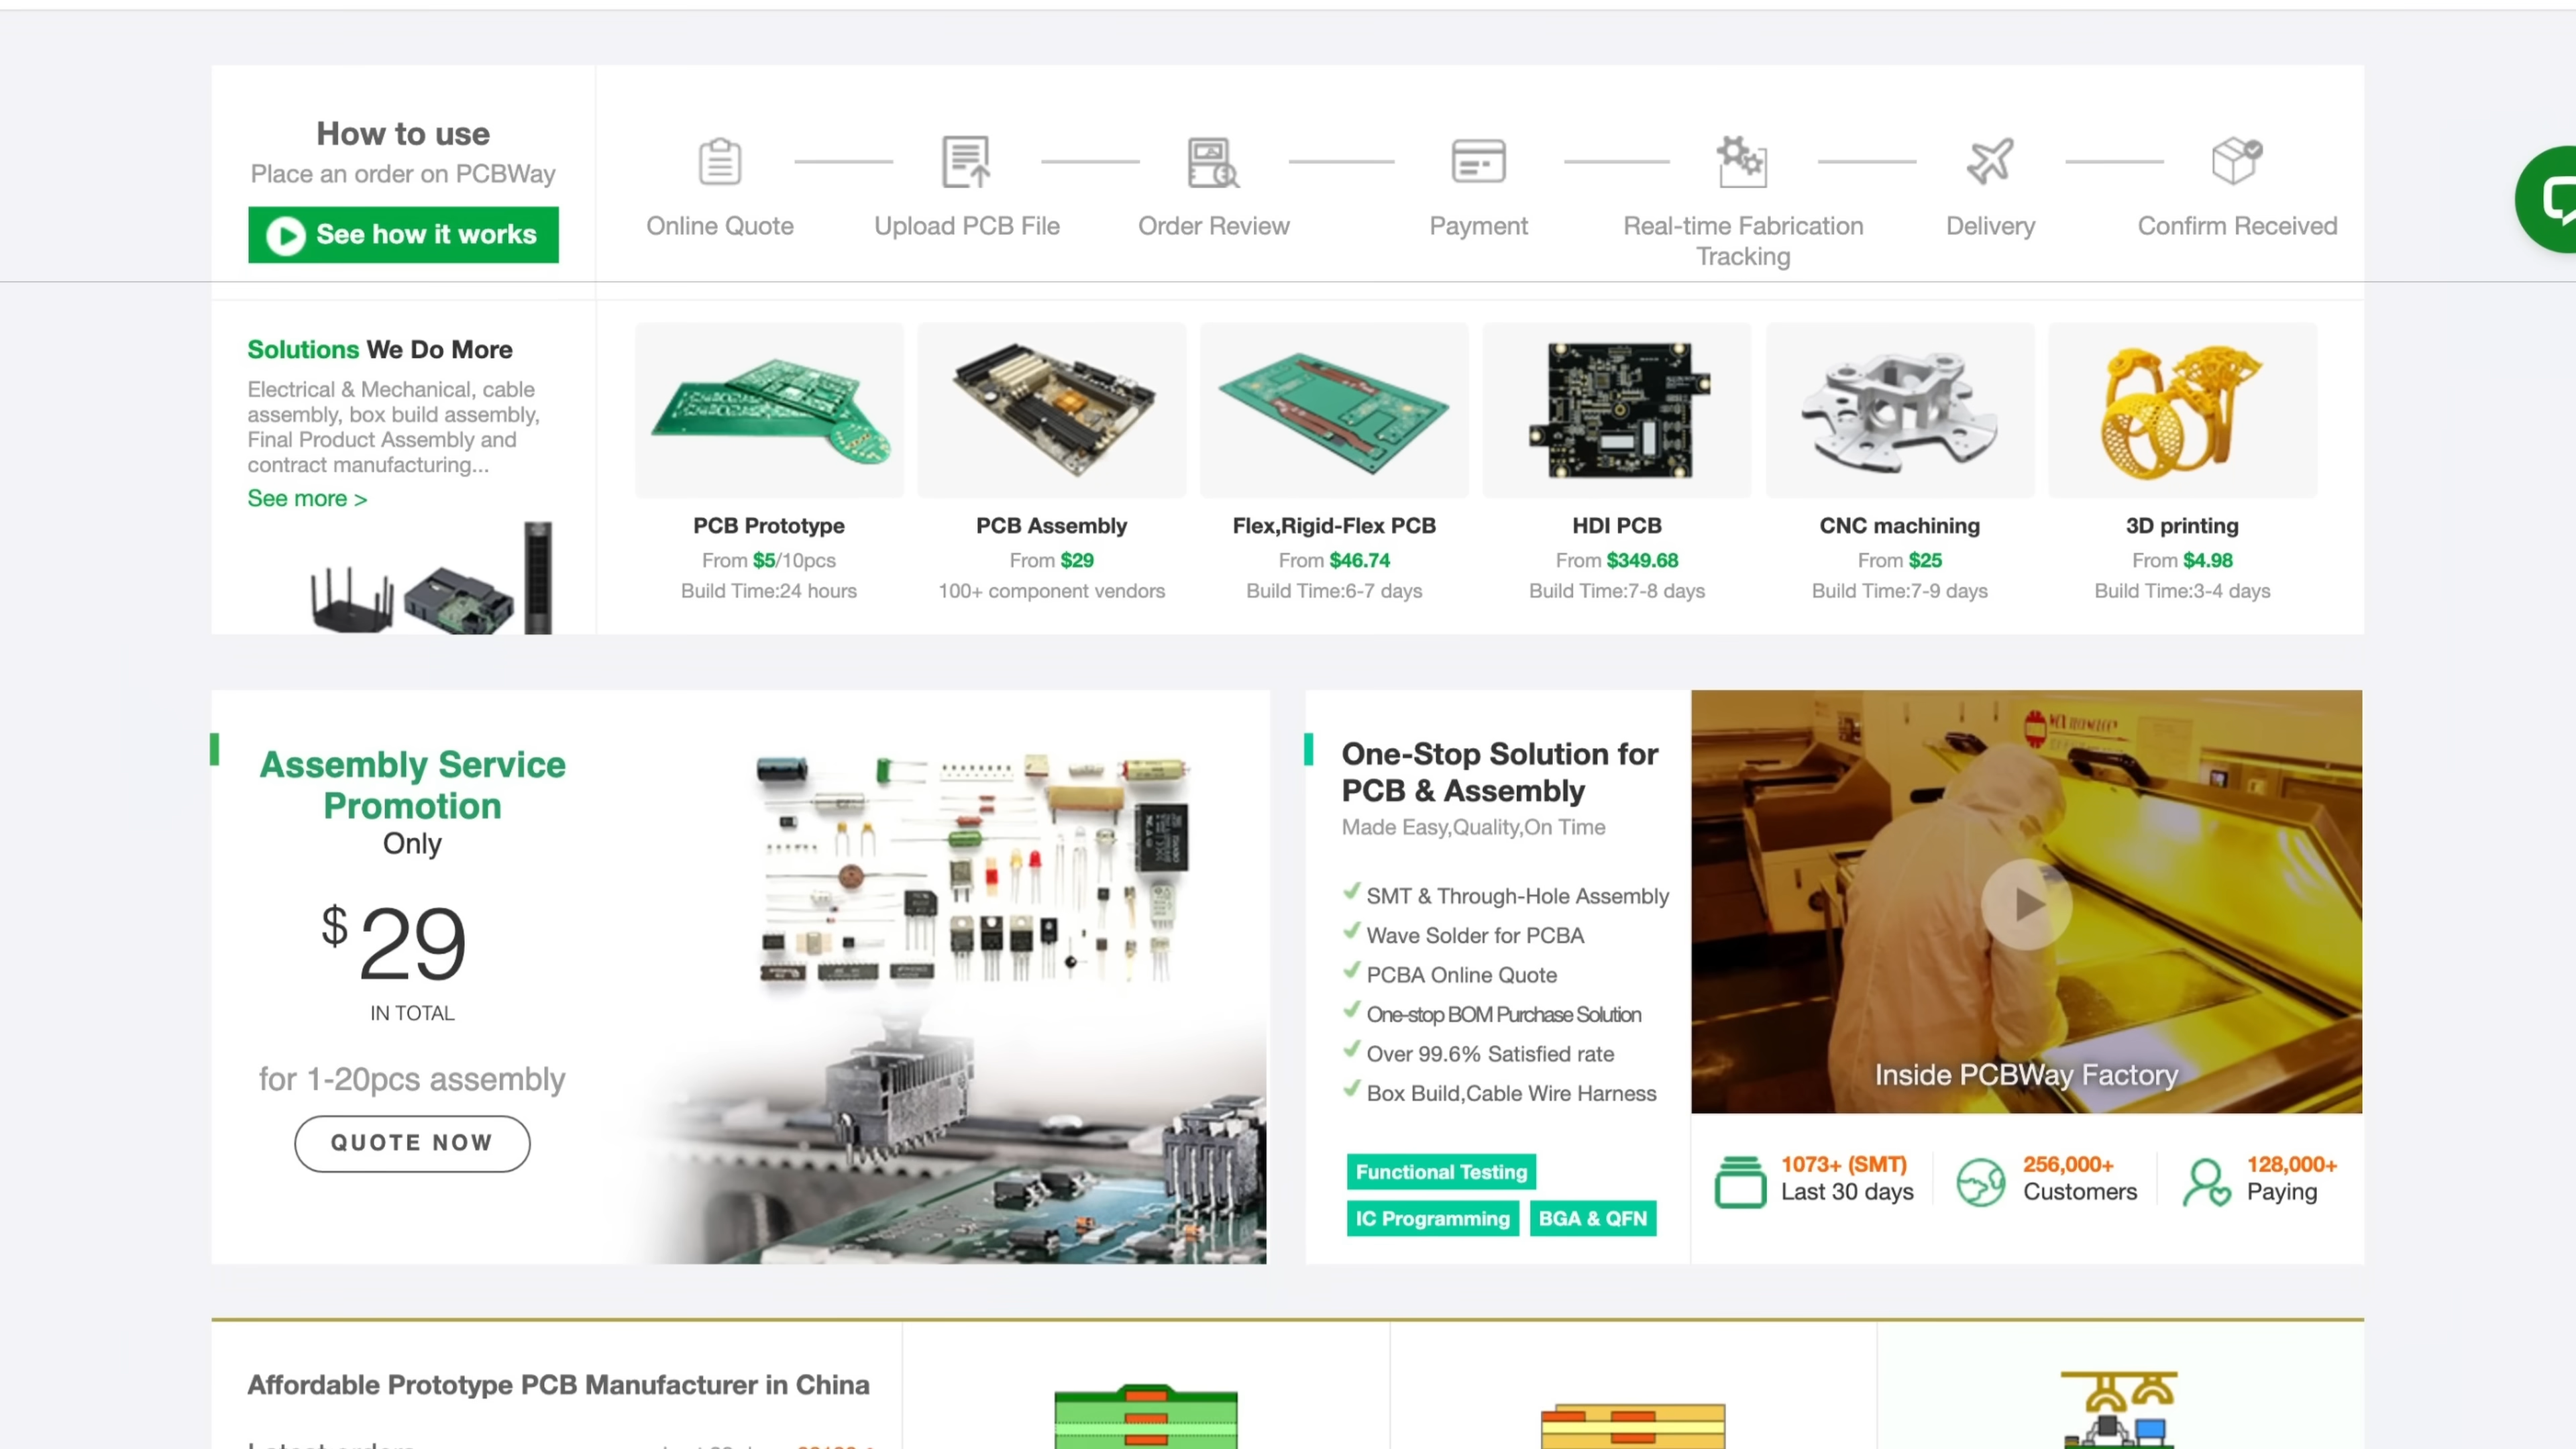 How to use
Place an order on PCBWay
See how it works
Online Quote
Upload PCB File
Order Review
Payment
Real-time Fabrication
Tracking
Delivery
Confirm Received
Solutions We Do More
Electrical & Mechanical, cable
assembly, box build assembly,
Final Product Assembly and
contract manufacturing...
See more >
PCB Prototype
From $5/10pcs
Build Time:24 hours
PCB Assembly
From $29
100+ component vendors
Flex,Rigid-Flex PCB
From $46.74
Build Time:6-7 days
HDI PCB
From $349.68
Build Time:7-8 days
CNC machining
From $25
Build Time:7-9 days
3D printing
From $4.98
Build Time:3-4 days
Assembly Service
Promotion
Only
$29
IN TOTAL
for 1-20pcs assembly
QUOTE NOW
One-Stop Solution for
PCB & Assembly
Made Easy,Quality,On Time
SMT & Through-Hole Assembly
Wave Solder for PCBA
PCBA Online Quote
One-stop BOM Purchase Solution
Over 99.6% Satisfied rate
Box Build,Cable Wire Harness
Functional Testing
IC Programming
BGA & QFN
Inside PCBWay Factory
1073+ (SMT)
Last 30 days
256,000+
Customers
128,000+
Paying
Affordable Prototype PCB Manufacturer in China
Latest orders